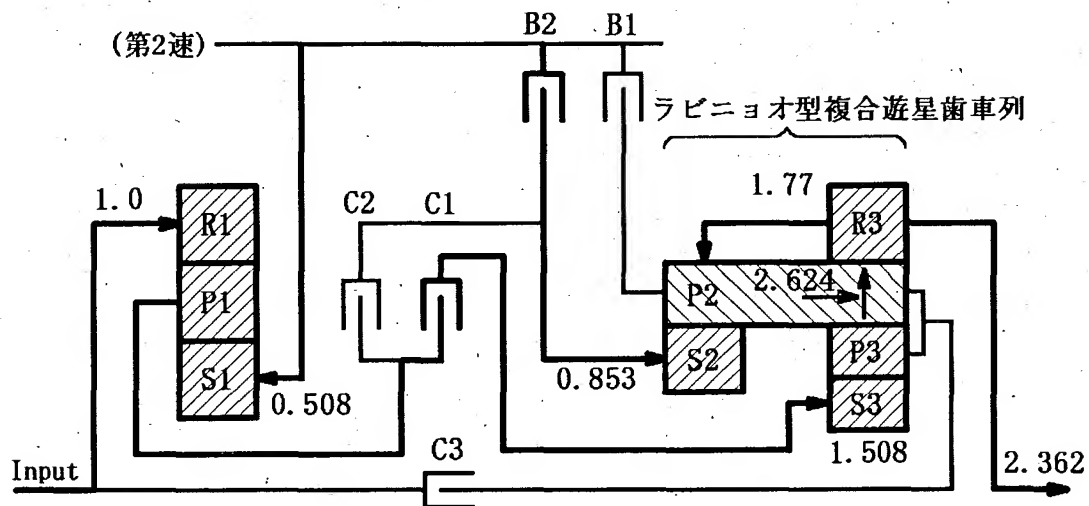 B2 B1
(第2速)
ラビニョオ型複合遊星歯車列
1.0
1.77
C2 C1
R1
R3
P1
P2
2.624
S1
S2
P3
0.508
0.853
S3
1.508
C3
Input
2.362